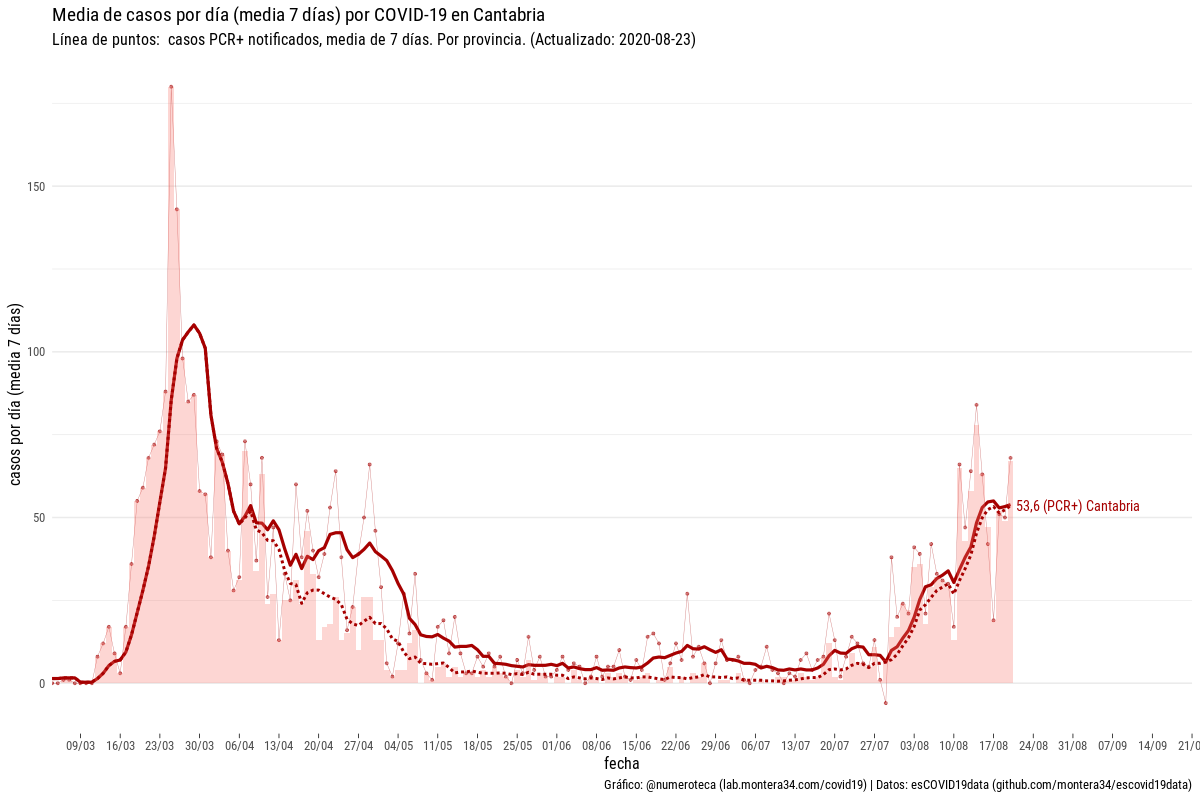 Media de casos por día (media 7 días) por COVID-19 en Cantabria
Línea de puntos:  casos PCR+ notificados, media de 7 días. Por provincia. (Actualizado: 2020-08-23)
casos por día (media 7 días)
150
100
50
0
53,6 (PCR+) Cantabria
09/03 16/03 23/03 30/03 06/04 13/04 20/04 27/04 04/05 11/05 18/05 25/05 01/06 08/06 15/06 22/06 29/06 06/07 13/07 20/07 27/07 03/08 10/08 17/08 24/08 31/08 07/09 14/09 21/0
fecha
Gráfico: @numeroteca (lab.montera34.com/covid19) | Datos: esCOVID19data (github.com/montera34/escovid19data)